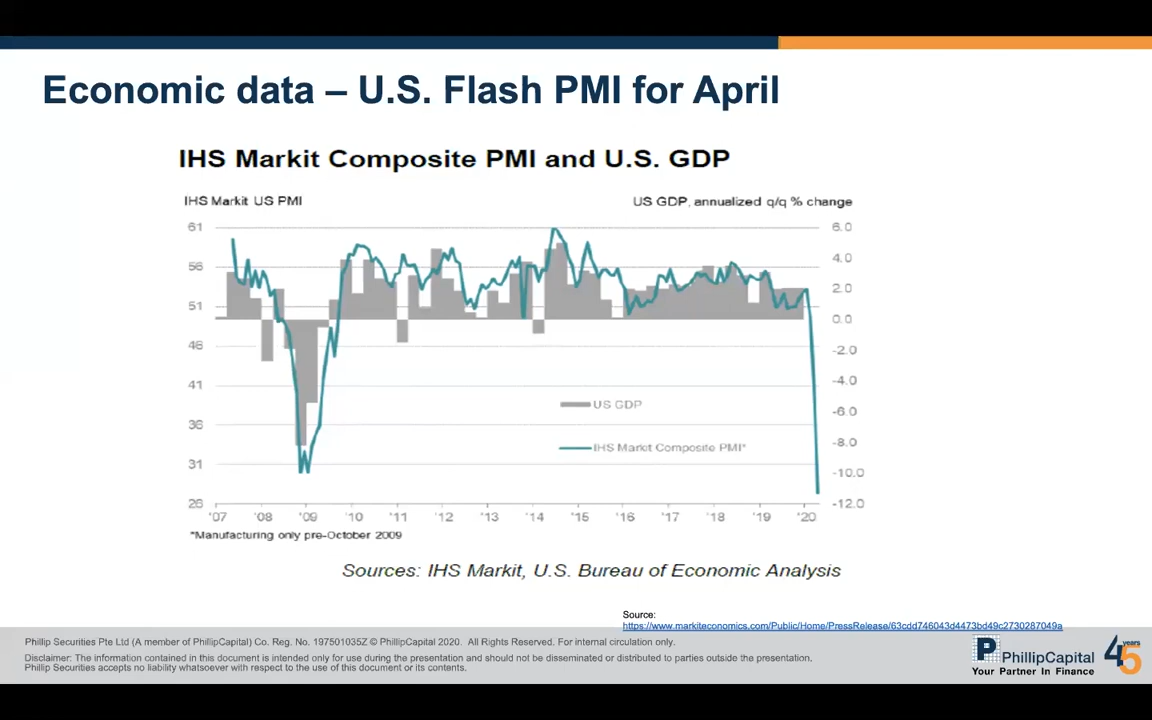 Economic data – U.S. Flash PMI for April
IHS Markit Composite PMI and U.S. GDP
IHS Markit US PMI
US GDP, annualized q/q % change
61
6.0
56
4.0
51
2.0
0.0
46
-2.0
41
-4.0
US GDP
-6.0
36
IHS Markit Composite PMI*
-8.0
31
-10.0
26
-12.0
'07 '08 '09 '10 '11 '12 '13 '14 '15 '16 '17 '18 '19 '20
*Manufacturing only pre-October 2009
Sources: IHS Markit, U.S. Bureau of Economic Analysis
Source:
https://www.markiteconomics.com/Public/Home/PressRelease/63cdd746043d4473bd49c2730287049a
Phillip Securities Pte Ltd (A member of PhillipCapital) Co. Reg. No. 197501035Z © PhillipCapital 2020. All Rights Reserved. For internal circulation only.
Disclaimer: The information contained in this document is intended only for use during the presentation and should not be disseminated or distributed to parties outside the presentation.
Phillip Securities accepts no liability whatsoever with respect to the use of this document or its contents.
P PhillipCapital
Your Partner In Finance
45 years